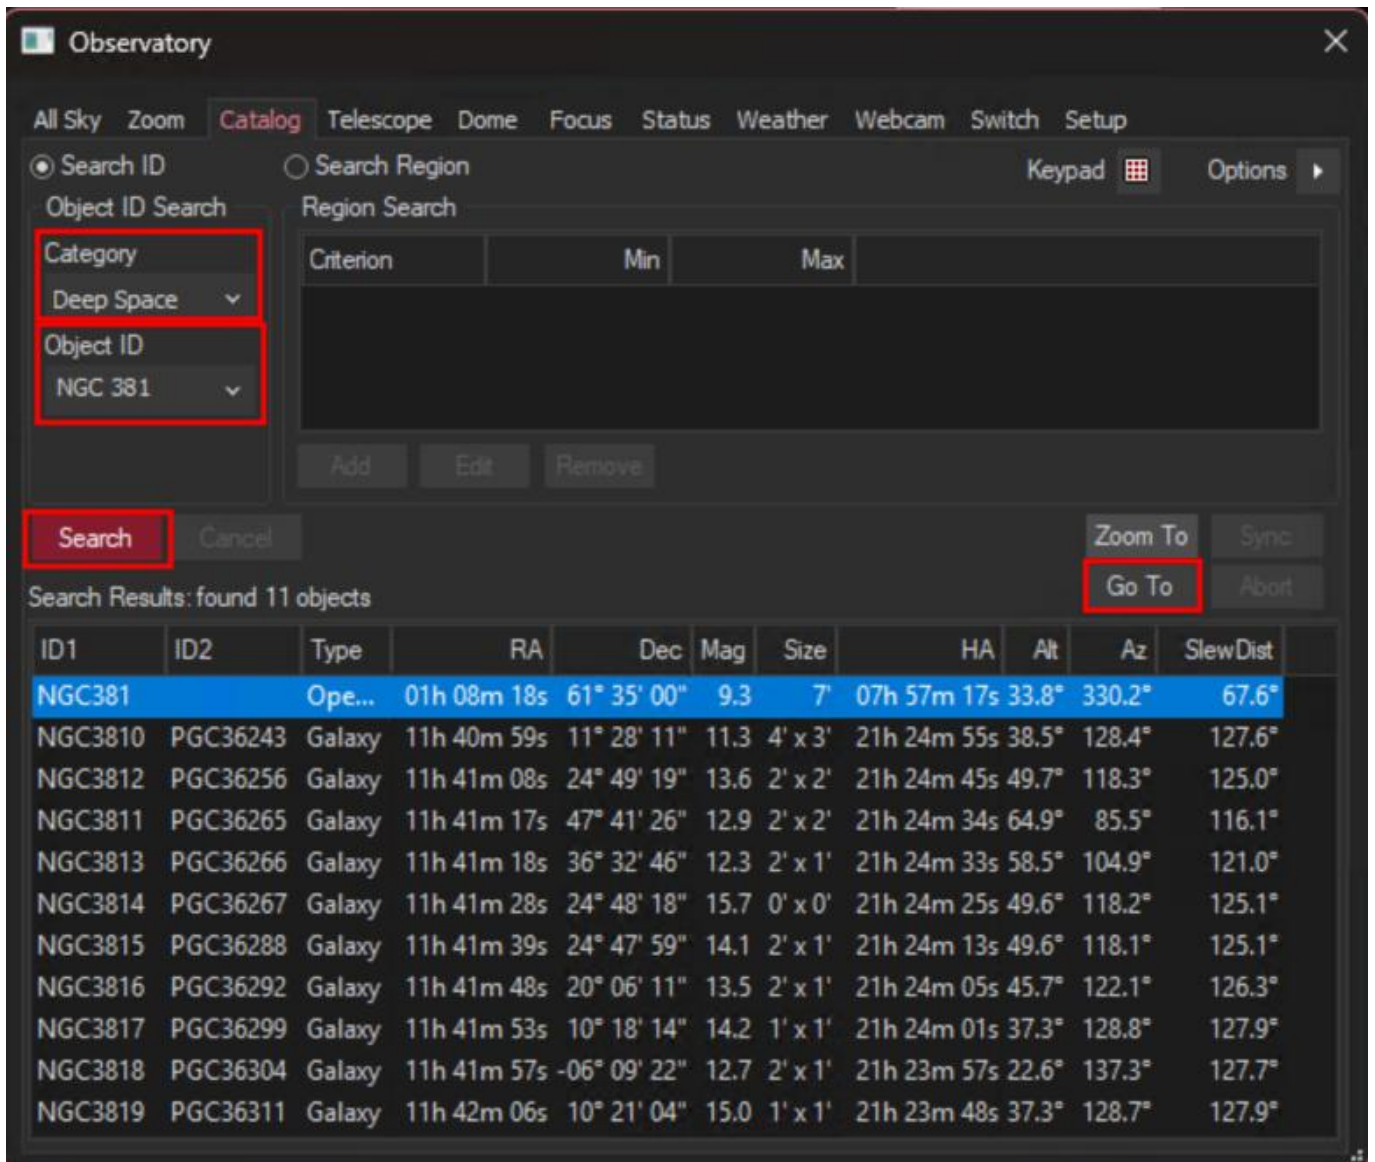 Observatory
All Sky Zoom Catalog Telescope Dome Focus Status Weather Webcam Switch Setup
Search ID Search Region Keypad Options
Object ID Search Region Search
Category Criterion Min Max
Deep Space
Object ID
NGC 381
Add Edit Remove
Search Cancel Zoom To Sync
Search Results: found 11 objects Go To Abort
ID1 ID2 Type RA Dec Mag Size HA Alt Az SlewDist
NGC381 Ope... 01h 08m 18s 61° 35' 00" 9.3 7' 07h 57m 17s 33.8° 330.2° 67.6°
NGC3810 PGC36243 Galaxy 11h 40m 59s 11° 28' 11" 11.3 4' x 3' 21h 24m 55s 38.5° 128.4° 127.6°
NGC3812 PGC36256 Galaxy 11h 41m 08s 24° 49' 19" 13.6 2' x 2' 21h 24m 45s 49.7° 118.3° 125.0°
NGC3811 PGC36265 Galaxy 11h 41m 17s 47° 41' 26" 12.9 2' x 2' 21h 24m 34s 64.9° 85.5° 116.1°
NGC3813 PGC36266 Galaxy 11h 41m 18s 36° 32' 46" 12.3 2' x 1' 21h 24m 33s 58.5° 104.9° 121.0°
NGC3814 PGC36267 Galaxy 11h 41m 28s 24° 48' 18" 15.7 0' x 0' 21h 24m 25s 49.6° 118.2° 125.1°
NGC3815 PGC36288 Galaxy 11h 41m 39s 24° 47' 59" 14.1 2' x 1' 21h 24m 13s 49.6° 118.1° 125.1°
NGC3816 PGC36292 Galaxy 11h 41m 48s 20° 06' 11" 13.5 2' x 1' 21h 24m 05s 45.7° 122.1° 126.3°
NGC3817 PGC36299 Galaxy 11h 41m 53s 10° 18' 14" 14.2 1' x 1' 21h 24m 01s 37.3° 128.8° 127.9°
NGC3818 PGC36304 Galaxy 11h 41m 57s -06° 09' 22" 12.7 2' x 1' 21h 23m 57s 22.6° 137.3° 127.7°
NGC3819 PGC36311 Galaxy 11h 42m 06s 10° 21' 04" 15.0 1' x 1' 21h 23m 48s 37.3° 128.7° 127.9°